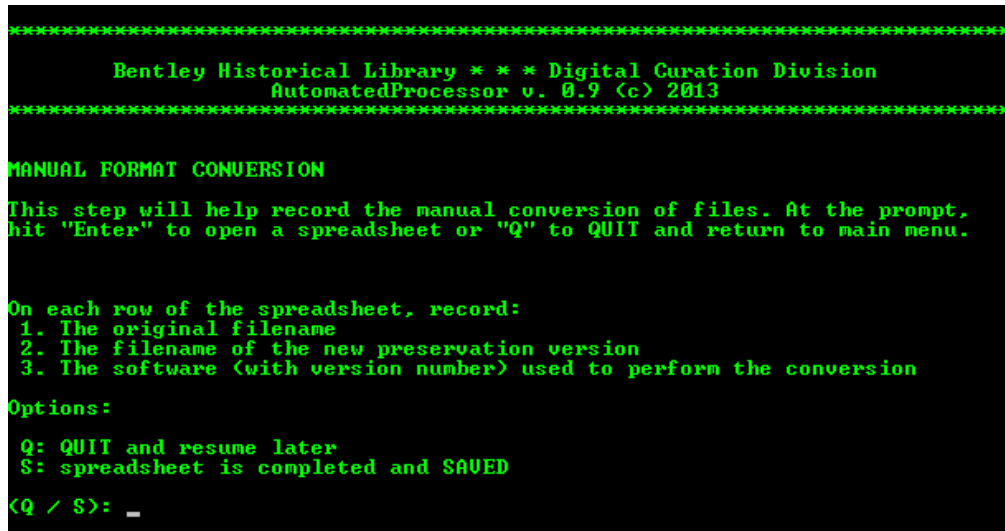 ******************************************************************************
Bentley Historical Library * * * Digital Curation Division
AutomatedProcessor v. 0.9 (c) 2013
******************************************************************************
MANUAL FORMAT CONVERSION
This step will help record the manual conversion of files. At the prompt,
hit "Enter" to open a spreadsheet or "Q" to QUIT and return to main menu.
On each row of the spreadsheet, record:
1. The original filename
2. The filename of the new preservation version
3. The software (with version number) used to perform the conversion
Options:
Q: QUIT and resume later
S: spreadsheet is completed and SAVED
(Q / S): _